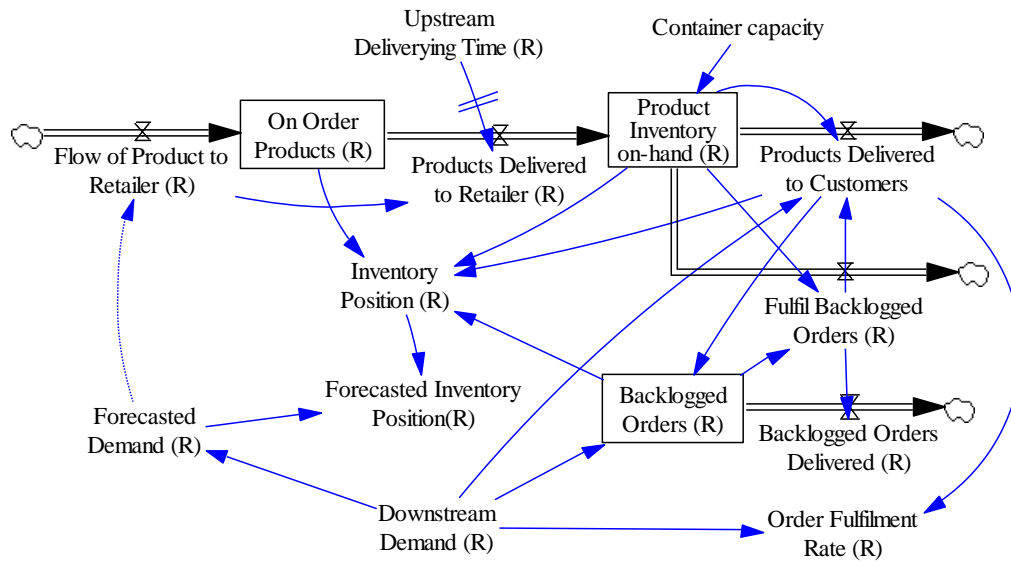 Upstream
Deliverying Time (R)
Container capacity
On Order
Products (R)
Product
Inventory
on-hand (R)
Flow of Product to
Retailer (R)
Products Delivered
to Retailer (R)
Products Delivered
to Customers
Inventory
Position (R)
Fulfil Backlogged
Orders (R)
Forecasted Inventory
Position(R)
Backlogged
Orders (R)
Forecasted
Demand (R)
Backlogged Orders
Delivered (R)
Downstream
Demand (R)
Order Fulfilment
Rate (R)